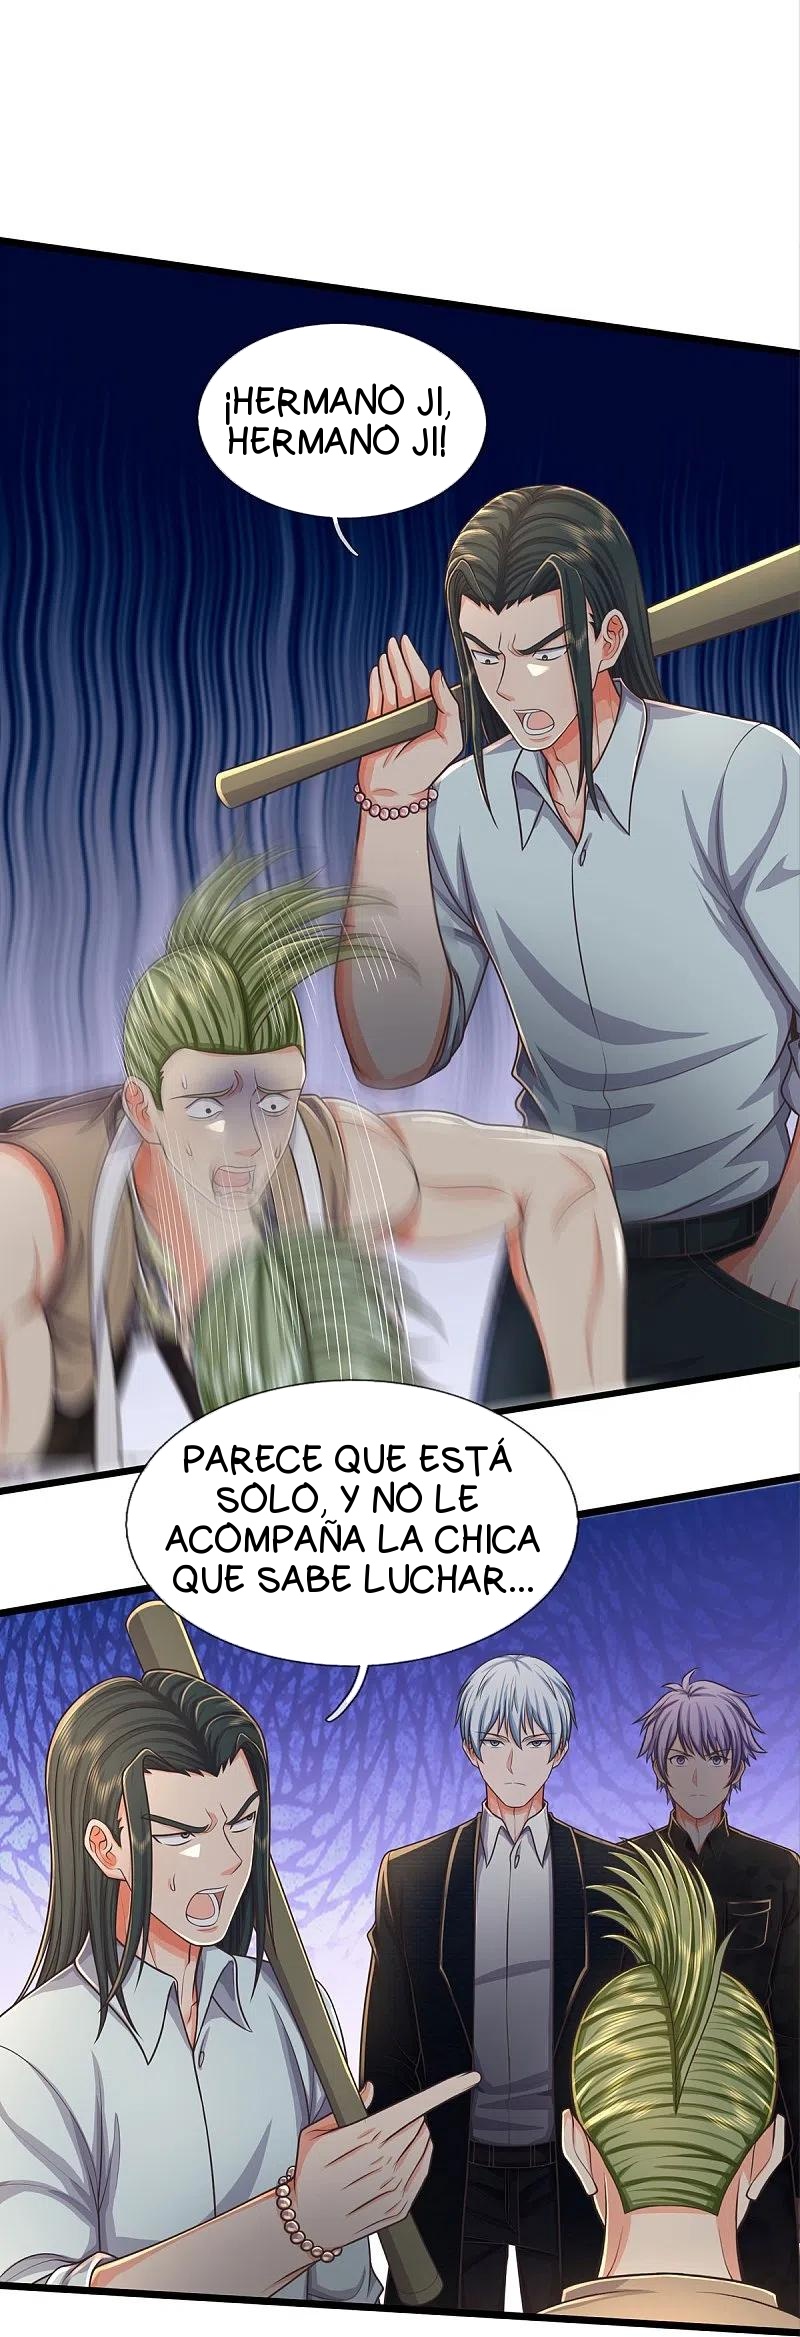 ¡HERMANO JI,
HERMANO JI!
PARECE QUE ESTÁ
SOLO, Y NO LE
ACOMPAÑA LA CHICA
QUE SABE LUCHAR...